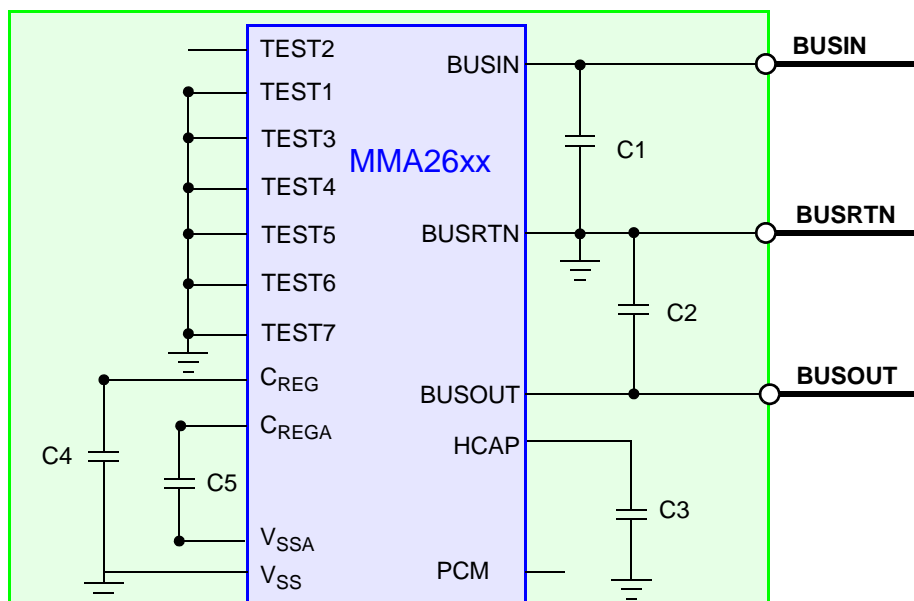 TEST2
TEST1
TEST3
TEST4
TEST5
TEST6
TEST7
CREG
CREGA
C4
C5
VSSA
VSS
MMA26xx
BUSIN
BUSRTN
BUSOUT
HCAP
PCM
C1
C2
C3
BUSIN
BUSRTN
BUSOUT